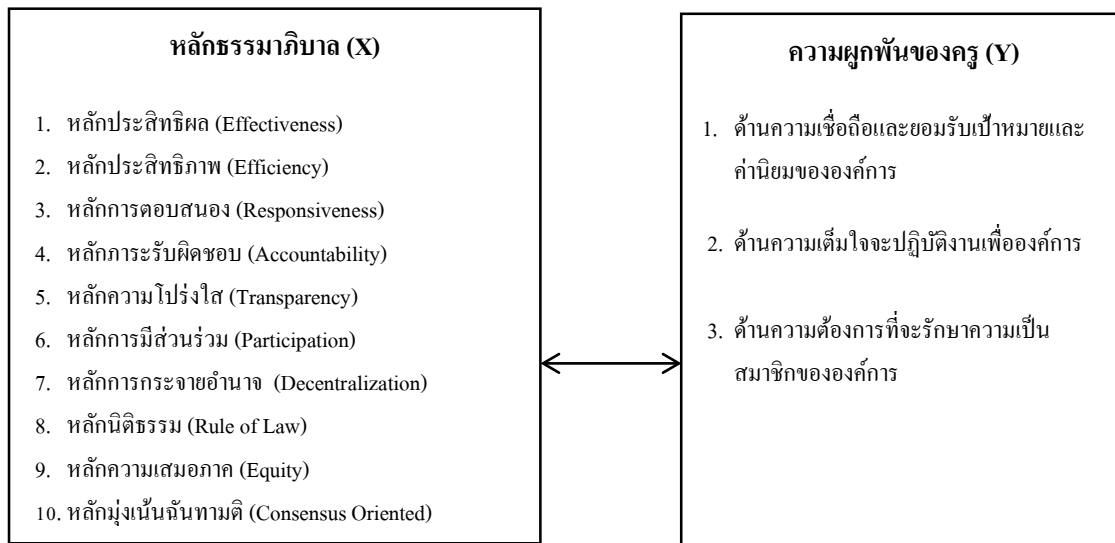 หลักธรรมาภิบาล (X)
1. หลักประสิทธิผล (Effectiveness)
2. หลักประสิทธิภาพ (Efficiency)
3. หลักการตอบสนอง (Responsiveness)
4. หลักภาระรับผิดชอบ (Accountability)
5. หลักความโปร่งใส (Transparency)
6. หลักการมีส่วนร่วม (Participation)
7. หลักการกระจายอำนาจ (Decentralization)
8. หลักนิติธรรม (Rule of Law)
9. หลักความเสมอภาค (Equity)
10. หลักมุ่งเน้นฉันทามติ (Consensus Oriented)
ความผูกพันของครู (Y)
1. ด้านความเชื่อถือและยอมรับเป้าหมายและ
ค่านิยมขององค์การ
2. ด้านความเต็มใจจะปฏิบัติงานเพื่อองค์การ
3. ด้านความต้องการที่จะรักษาความเป็น
สมาชิกขององค์การ